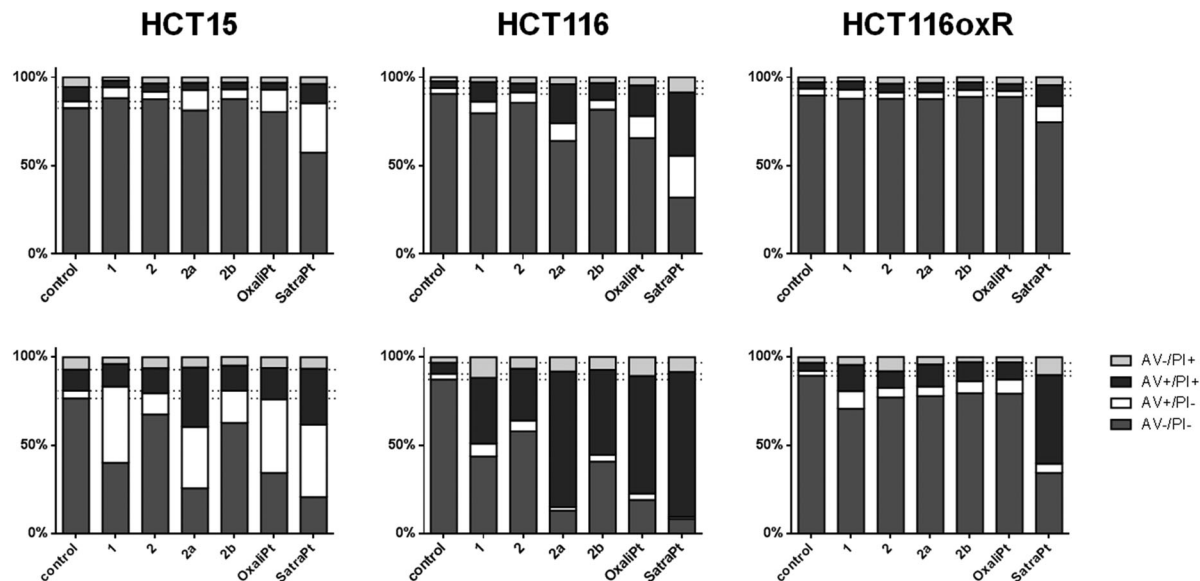 HCT15 HCT116 HCT116oxR
100% 100% 100%
50% 50% 50%
0% 0% 0%
control 1 2 2a 2b OxaliPt SatraPt control 1 2 2a 2b OxaliPt SatraPt control 1 2 2a 2b OxaliPt SatraPt
100% 100% 100%
AV-/PI+
AV+/PI+
AV+/PI-
AV-/PI-
50% 50% 50%
0% 0% 0%
control 1 2 2a 2b OxaliPt SatraPt control 1 2 2a 2b OxaliPt SatraPt control 1 2 2a 2b OxaliPt SatraPt